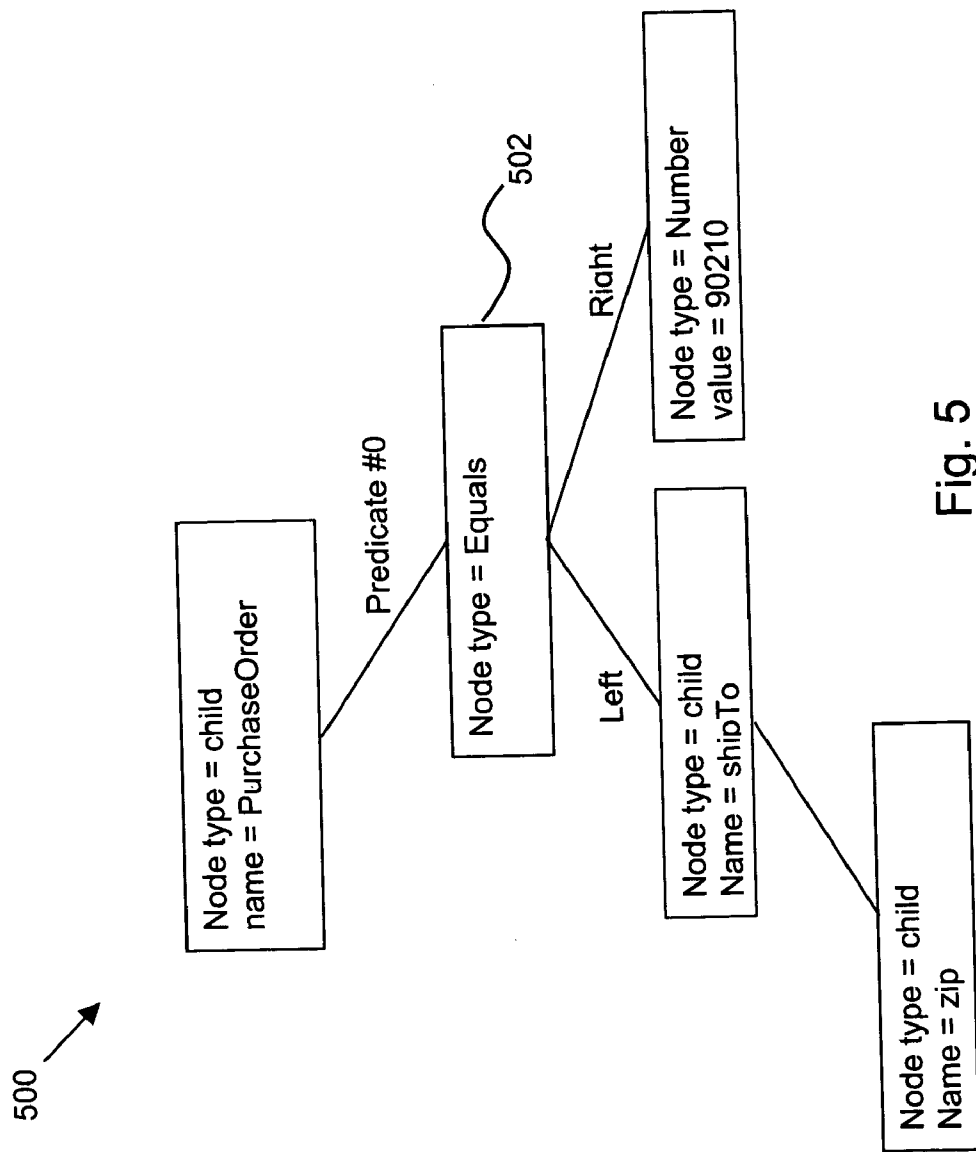 500
Node type = child
name = PurchaseOrder
Predicate #0
Node type = Equals
502
Left
Right
Node type = child
Name = shipTo
Node type = Number
value = 90210
Node type = child
Name = zip
Fig. 5